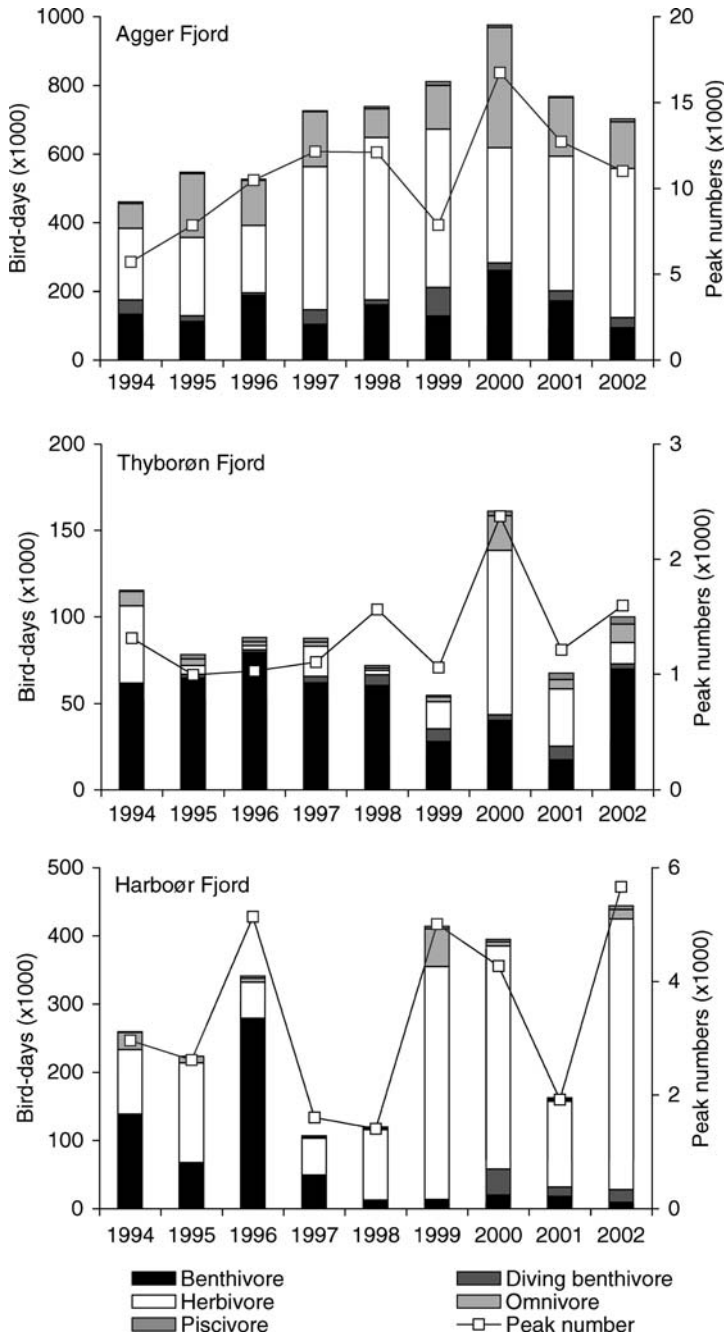 Agger Fjord
Bird-days (x1000)
1000
800
600
400
200
0
Peak numbers (x1000)
20
15
10
5
0
1994 1995 1996 1997 1998 1999 2000 2001 2002
Thyborøn Fjord
Bird-days (x1000)
200
150
100
50
0
Peak numbers (x1000)
3
2
1
0
1994 1995 1996 1997 1998 1999 2000 2001 2002
Harboør Fjord
Bird-days (x1000)
500
400
300
200
100
0
Peak numbers (x1000)
6
4
2
0
1994 1995 1996 1997 1998 1999 2000 2001 2002
Benthivore
Diving benthivore
Herbivore
Omnivore
Piscivore
Peak number